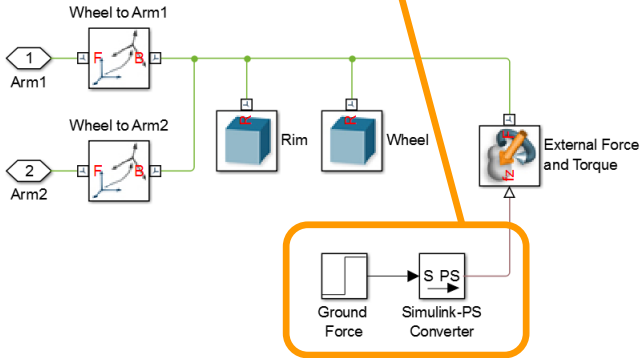 Wheel to Arm1
1
F
B
Arm1
R
Rim
R
Wheel
Wheel to Arm2
2
F
B
Arm2
F
fz
External Force
and Torque
S PS
Ground
Force
Simulink-PS
Converter